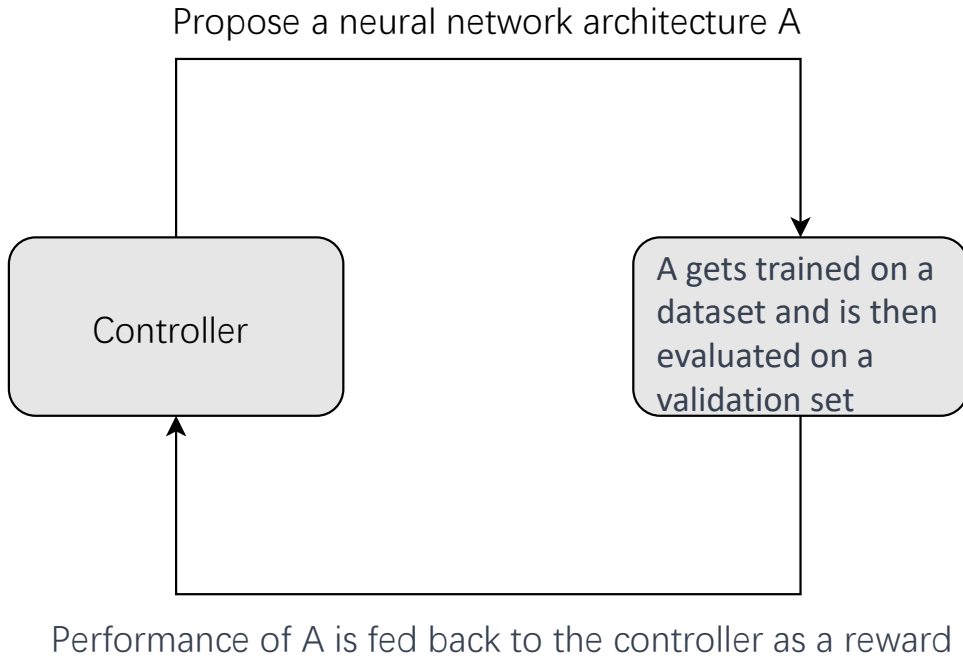 Propose a neural network architecture A
Controller
A gets trained on a
dataset and is then
evaluated on a
validation set
Performance of A is fed back to the controller as a reward